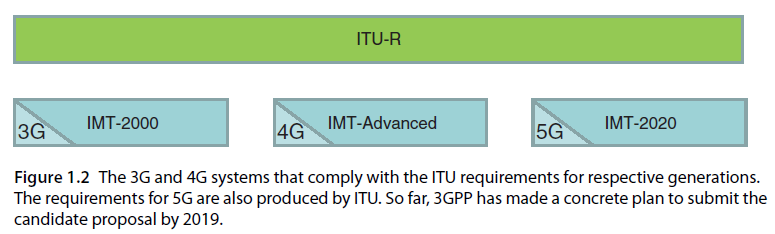 ITU-R
3G IMT-2000
4G IMT-Advanced
5G IMT-2020
Figure 1.2 The 3G and 4G systems that comply with the ITU requirements for respective generations.
The requirements for 5G are also produced by ITU. So far, 3GPP has made a concrete plan to submit the
candidate proposal by 2019.